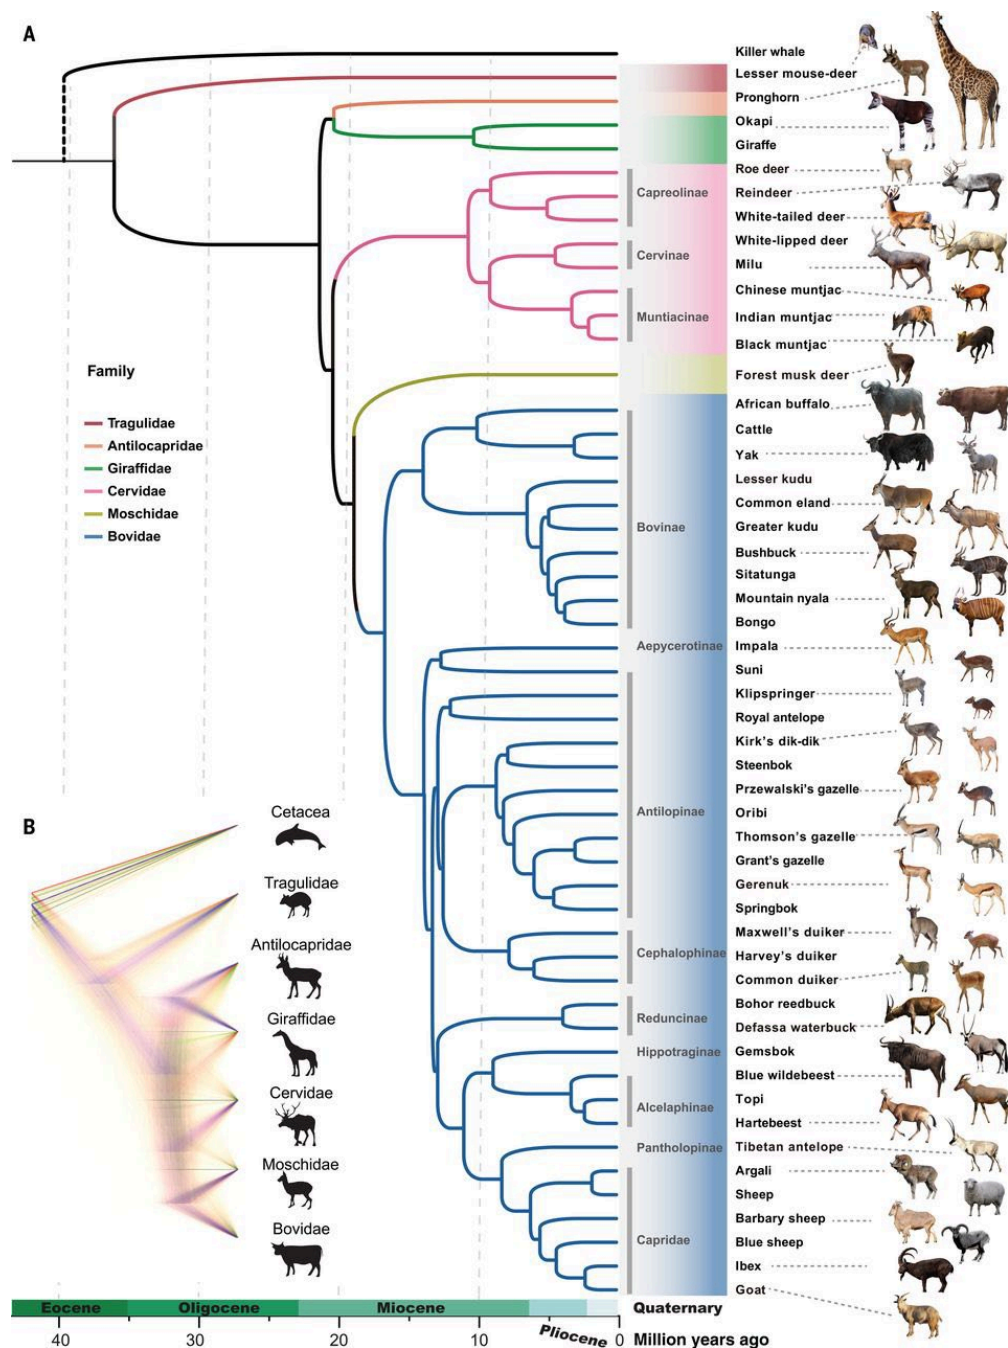 A
Killer whale
Lesser mouse-deer
Pronghorn
Okapi
Giraffe
Roe deer
Capreolinae
Reindeer
White-tailed deer
White-lipped deer
Cervinae
Milu
Chinese muntjac
Muntiacinae
Indian muntjac
Black muntjac
Family
Forest musk deer
African buffalo
Tragulidae
Cattle
Antilocapridae
Yak
Giraffidae
Lesser kudu
Cervidae
Common eland
Moschidae
Bovinae
Greater kudu
Bovidae
Bushbuck
Sitatunga
Mountain nyala
Bongo
Aepycerotinae
Impala
Suni
Klipspringer
Royal antelope
Kirk's dik-dik
Steenbok
Przewalski's gazelle
Antilopinae
Oribi
Thomson's gazelle
Grant's gazelle
Gerenuk
Springbok
Maxwell's duiker
Cephalophinae
Harvey's duiker
Common duiker
Bohor reedbuck
Reduncinae
Defassa waterbuck
Hippotraginae
Gemsbok
Blue wildebeest
Topi
Alcelaphinae
Hartebeest
Pantholopinae
Tibetan antelope
Argali
Sheep
Barbary sheep
Capridae
Blue sheep
Ibex
Goat
B
Cetacea
Tragulidae
Antilocapridae
Giraffidae
Cervidae
Moschidae
Bovidae
Eocene
Oligocene
Miocene
Pliocene
Quaternary
40 30 20 10 0 Million years ago